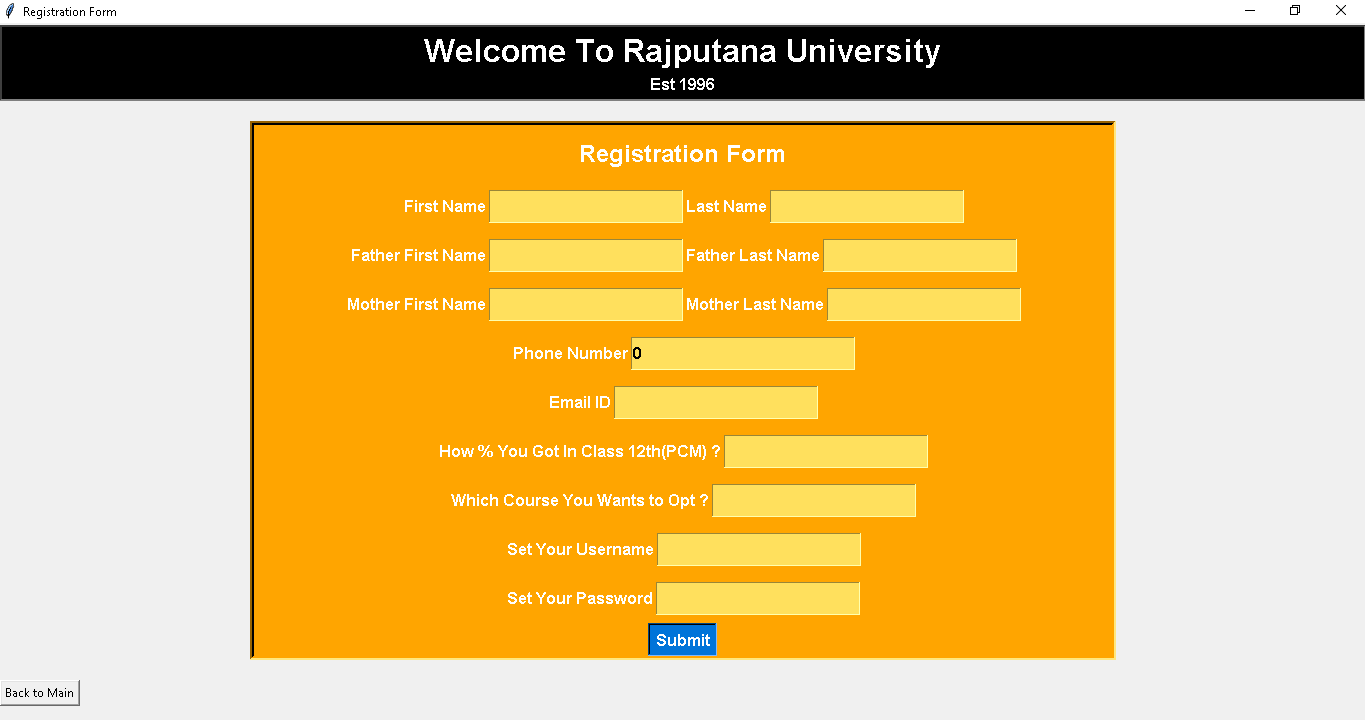 Registration Form
Welcome To Rajputana University
Est 1996
Registration Form
First Name Last Name
Father First Name Father Last Name
Mother First Name Mother Last Name
Phone Number 0
Email ID
How % You Got In Class 12th(PCM) ?
Which Course You Wants to Opt ?
Set Your Username
Set Your Password
Submit
Back to Main